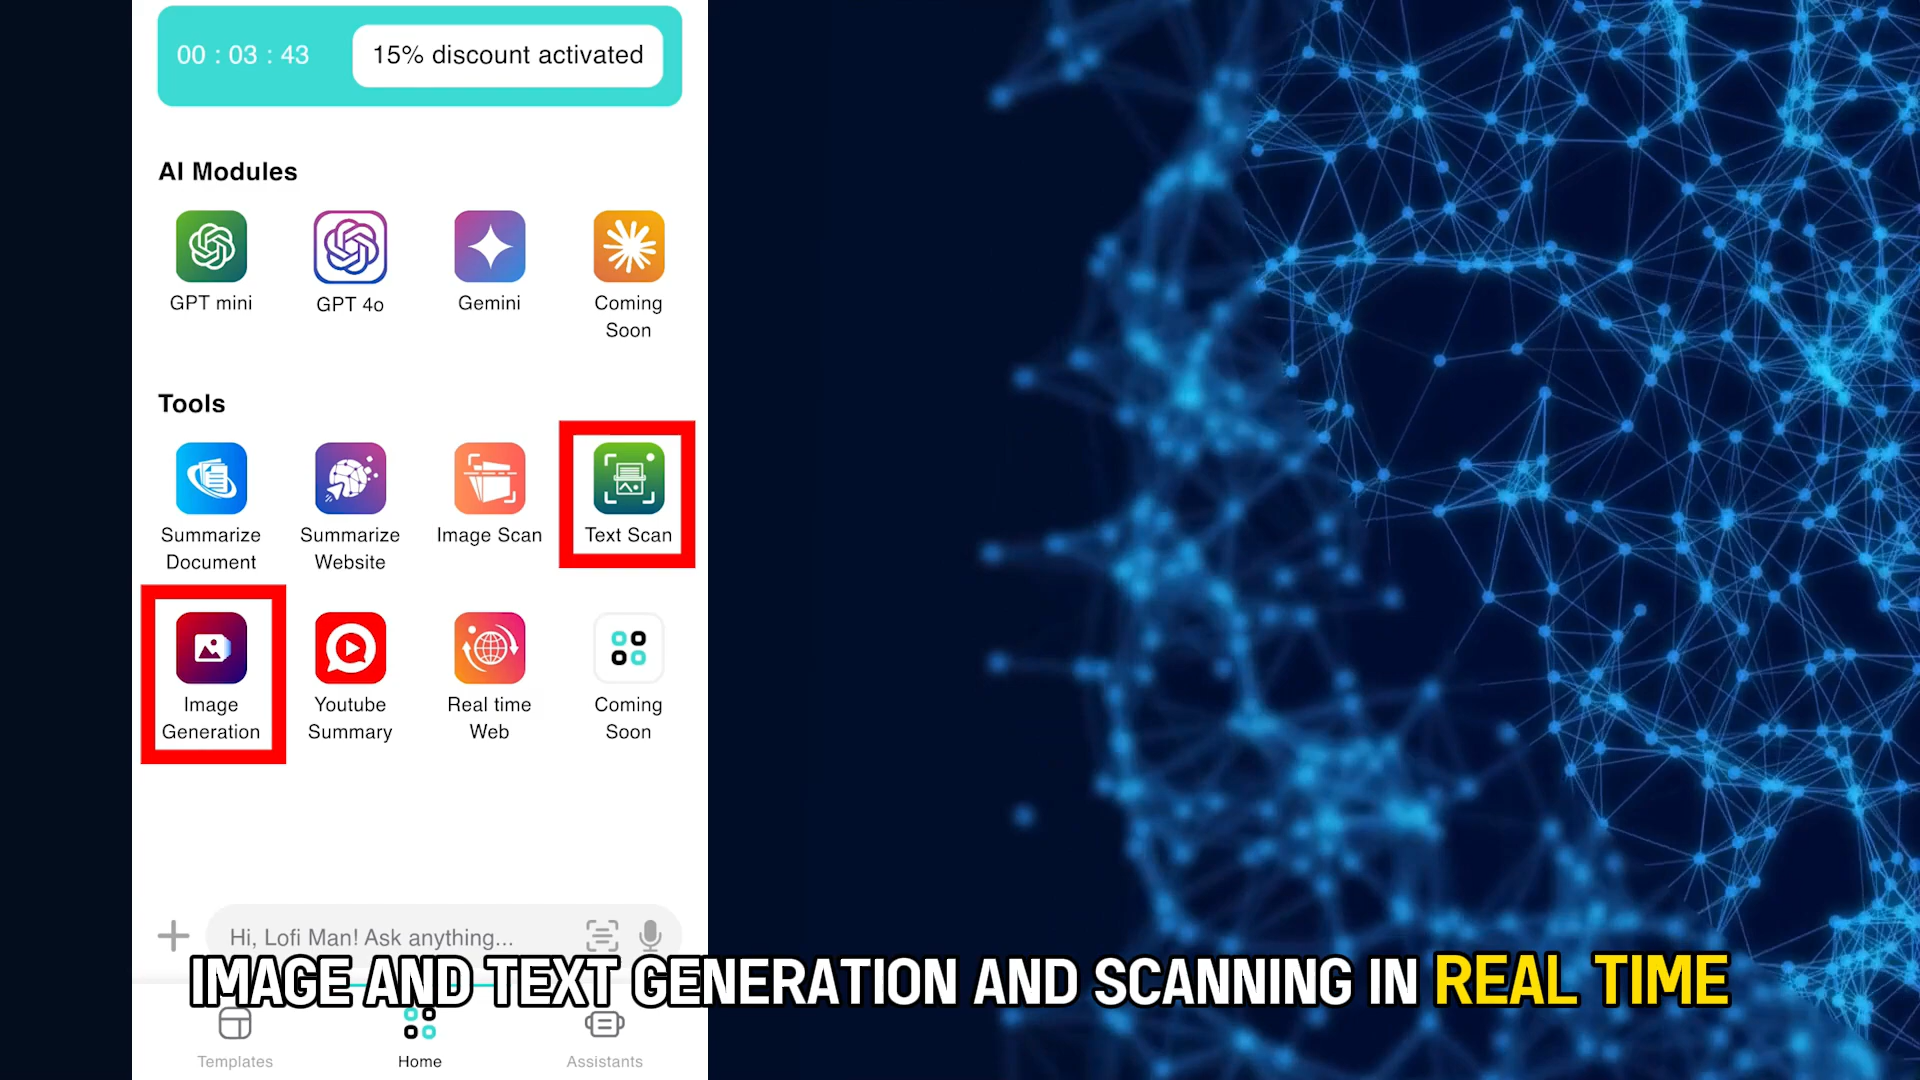 00 : 03 : 43
15% discount activated
AI Modules
GPT mini
GPT 4o
Gemini
Coming
Soon
Tools
Summarize
Document
Summarize
Website
Image Scan
Text Scan
Image
Generation
Youtube
Summary
Real time
Web
Coming
Soon
Hi, Lofi Man! Ask anything...
IMAGE AND TEXT GENERATION AND SCANNING IN REAL TIME
Templates
Home
Assistants